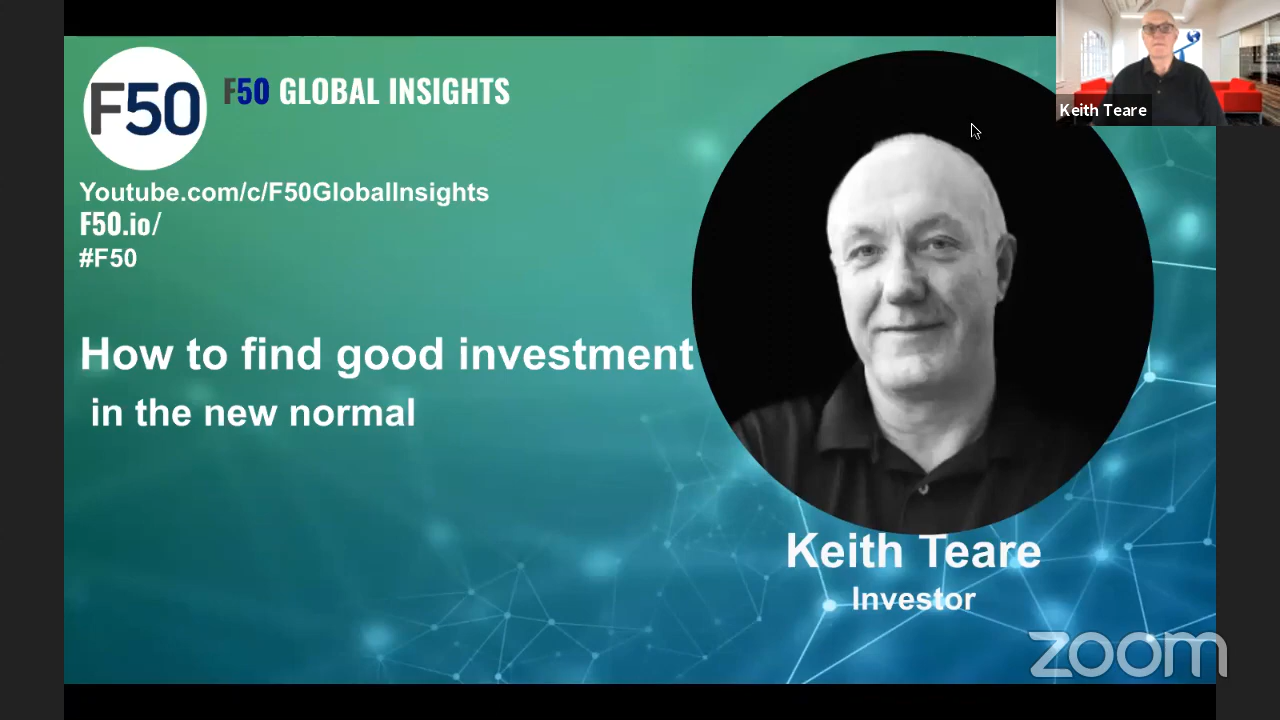 F50
F50 GLOBAL INSIGHTS
Youtube.com/c/F50GlobalInsights
F50.io/
#F50
How to find good investment
in the new normal
Keith Teare
Investor
Keith Teare
zoom